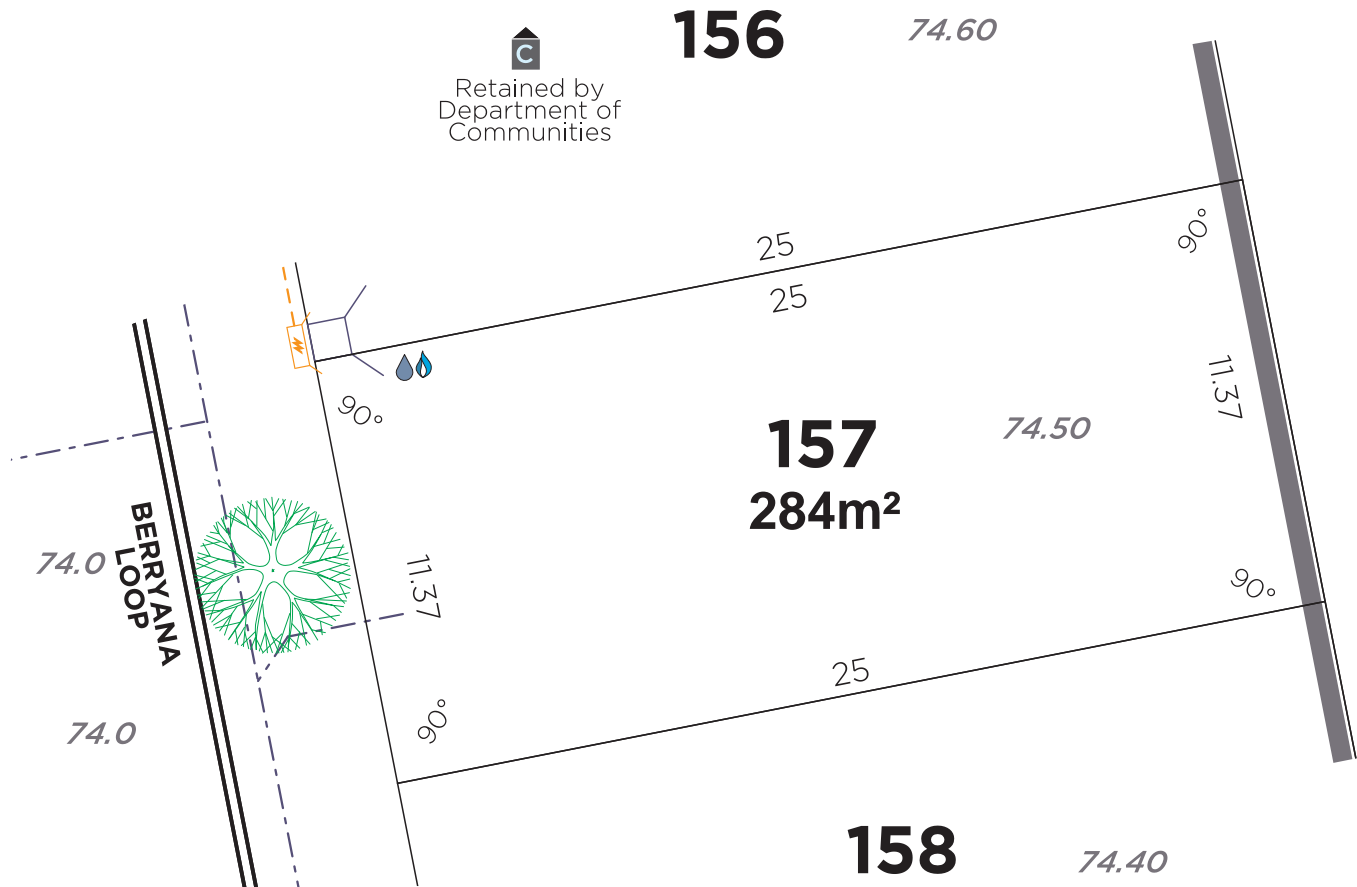 156
74.60
C
Retained by
Department of
Communities
25
90°
25
90°
11.37
157
74.50
284m²
BERRYANA
LOOP
74.0
11.37
90°
25
90°
74.0
158
74.40